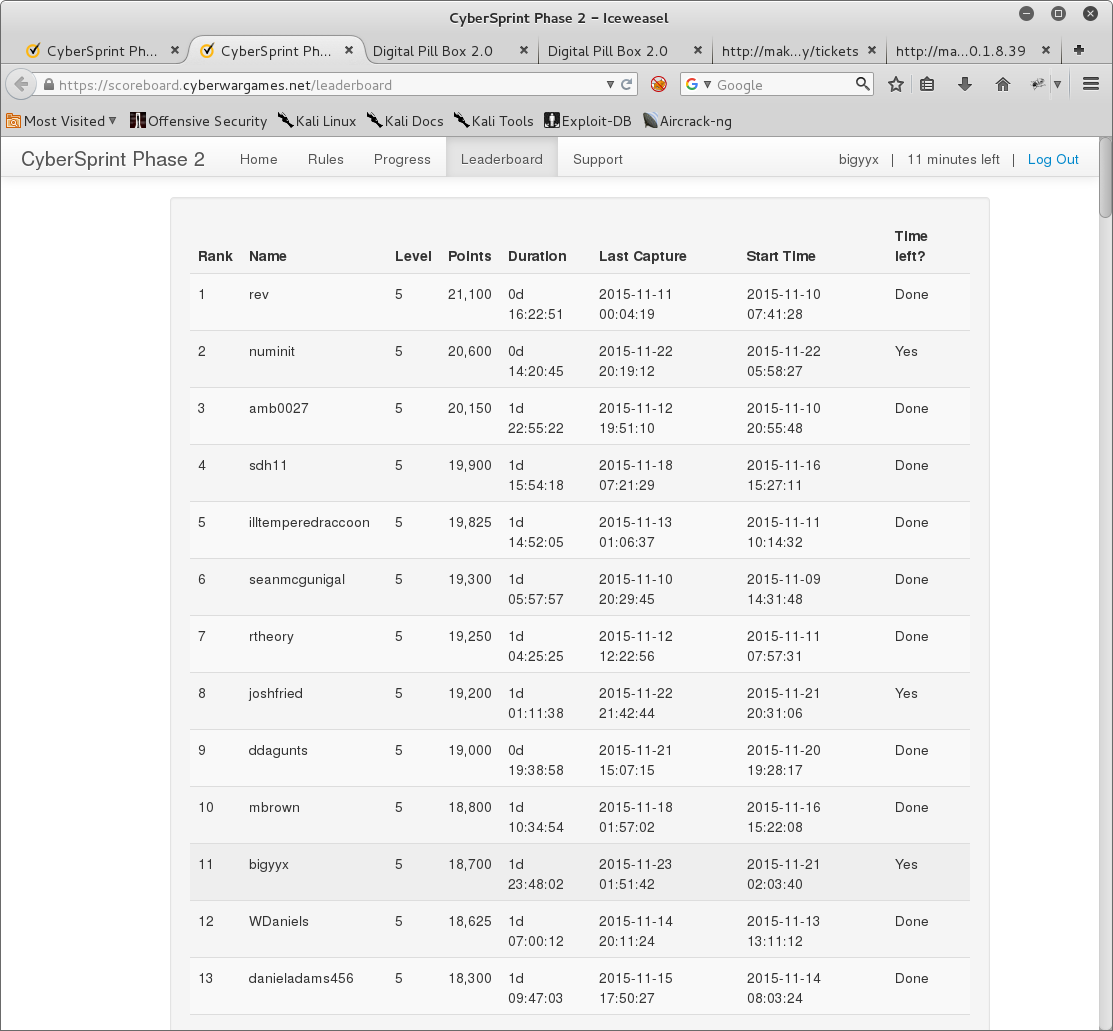 CyberSprint Phase 2 - Iceweasel
CyberSprint Ph... CyberSprint Ph... Digital Pill Box 2.0 Digital Pill Box 2.0 http://mak...y/tickets http://ma...0.1.8.39
https://scoreboard.cyberwargames.net/leaderboard Google
Most Visited Offensive Security Kali Linux Kali Docs Kali Tools Exploit-DB Aircrack-ng
CyberSprint Phase 2 Home Rules Progress Leaderboard Support bigyyx | 11 minutes left | Log Out
Time
Rank Name Level Points Duration Last Capture Start Time left?
1 rev 5 21,100 0d 2015-11-11 2015-11-10 Done
16:22:51 00:04:19 07:41:28
2 numinit 5 20,600 0d 2015-11-22 2015-11-22 Yes
14:20:45 20:19:12 05:58:27
3 amb0027 5 20,150 1d 2015-11-12 2015-11-10 Done
22:55:22 19:51:10 20:55:48
4 sdh11 5 19,900 1d 2015-11-18 2015-11-16 Done
15:54:18 07:21:29 15:27:11
5 illtemperedraccoon 5 19,825 1d 2015-11-13 2015-11-11 Done
14:52:05 01:06:37 10:14:32
6 seanmcgunigal 5 19,300 1d 2015-11-10 2015-11-09 Done
05:57:57 20:29:45 14:31:48
7 rtheory 5 19,250 1d 2015-11-12 2015-11-11 Done
04:25:25 12:22:56 07:57:31
8 joshfried 5 19,200 1d 2015-11-22 2015-11-21 Yes
01:11:38 21:42:44 20:31:06
9 ddagunts 5 19,000 0d 2015-11-21 2015-11-20 Done
19:38:58 15:07:15 19:28:17
10 mbrown 5 18,800 1d 2015-11-18 2015-11-16 Done
10:34:54 01:57:02 15:22:08
11 bigyyx 5 18,700 1d 2015-11-23 2015-11-21 Yes
23:48:02 01:51:42 02:03:40
12 WDaniels 5 18,625 1d 2015-11-14 2015-11-13 Done
07:00:12 20:11:24 13:11:12
13 danieladams456 5 18,300 1d 2015-11-15 2015-11-14 Done
09:47:03 17:50:27 08:03:24